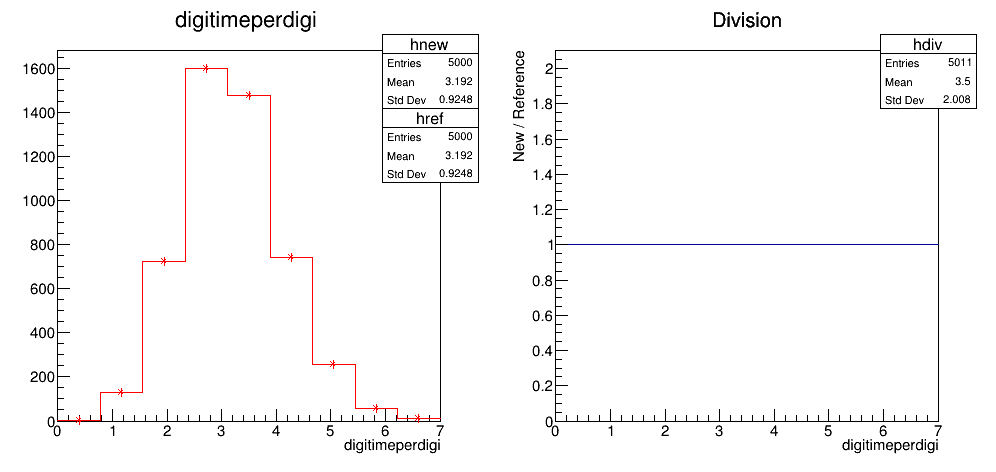 digitimeperdigi
hnew
Entries 5000
Mean 3.192
Std Dev 0.9248
href
Entries 5000
Mean 3.192
Std Dev 0.9248
1600
1400
1200
1000
800
600
400
200
0
0 1 2 3 4 5 6 7
digitimeperdigi
Division
hdiv
Entries 5011
Mean 3.5
Std Dev 2.008
New / Reference
2
1.8
1.6
1.4
1.2
1
0.8
0.6
0.4
0.2
0
0 1 2 3 4 5 6 7
digitimeperdigi